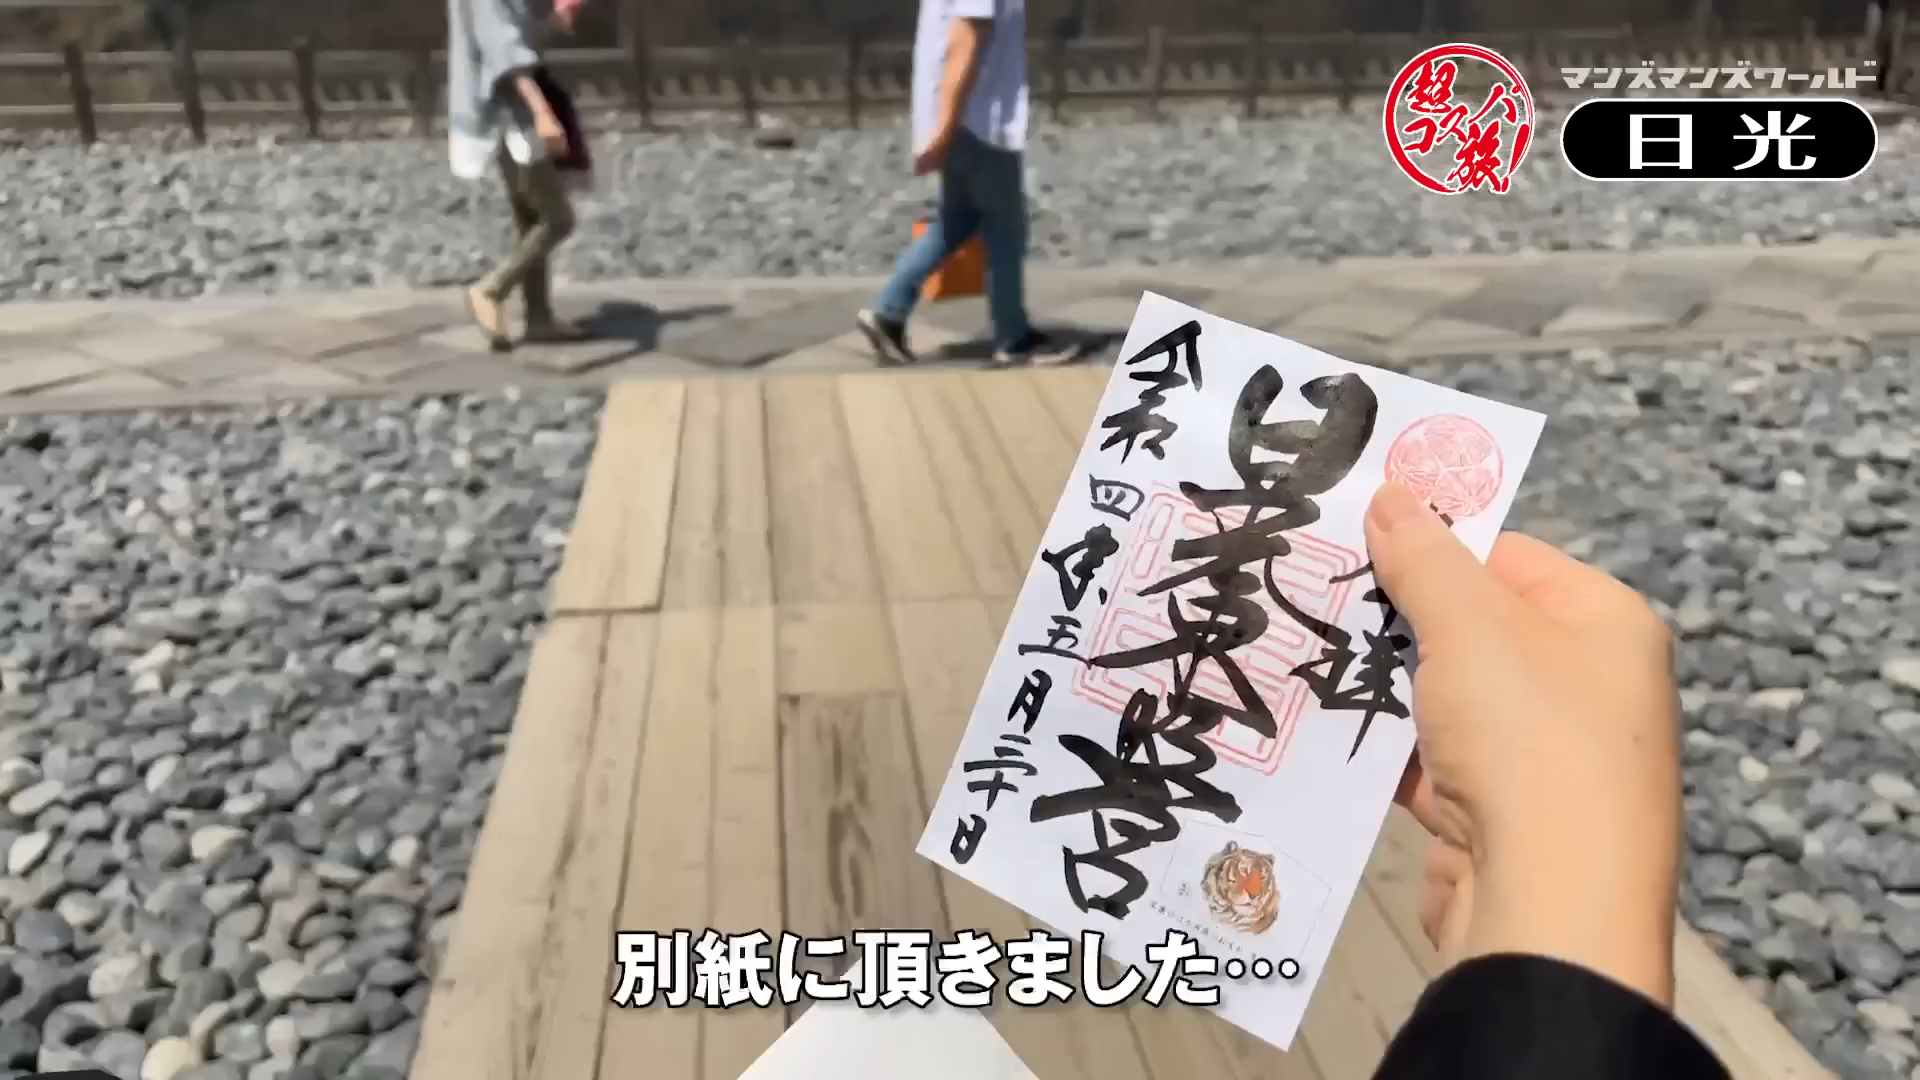 超コスパ旅!
マンズマンズワールド
日光
拝
日光東照宮
令和四年五月三十日
別紙に頂きました…